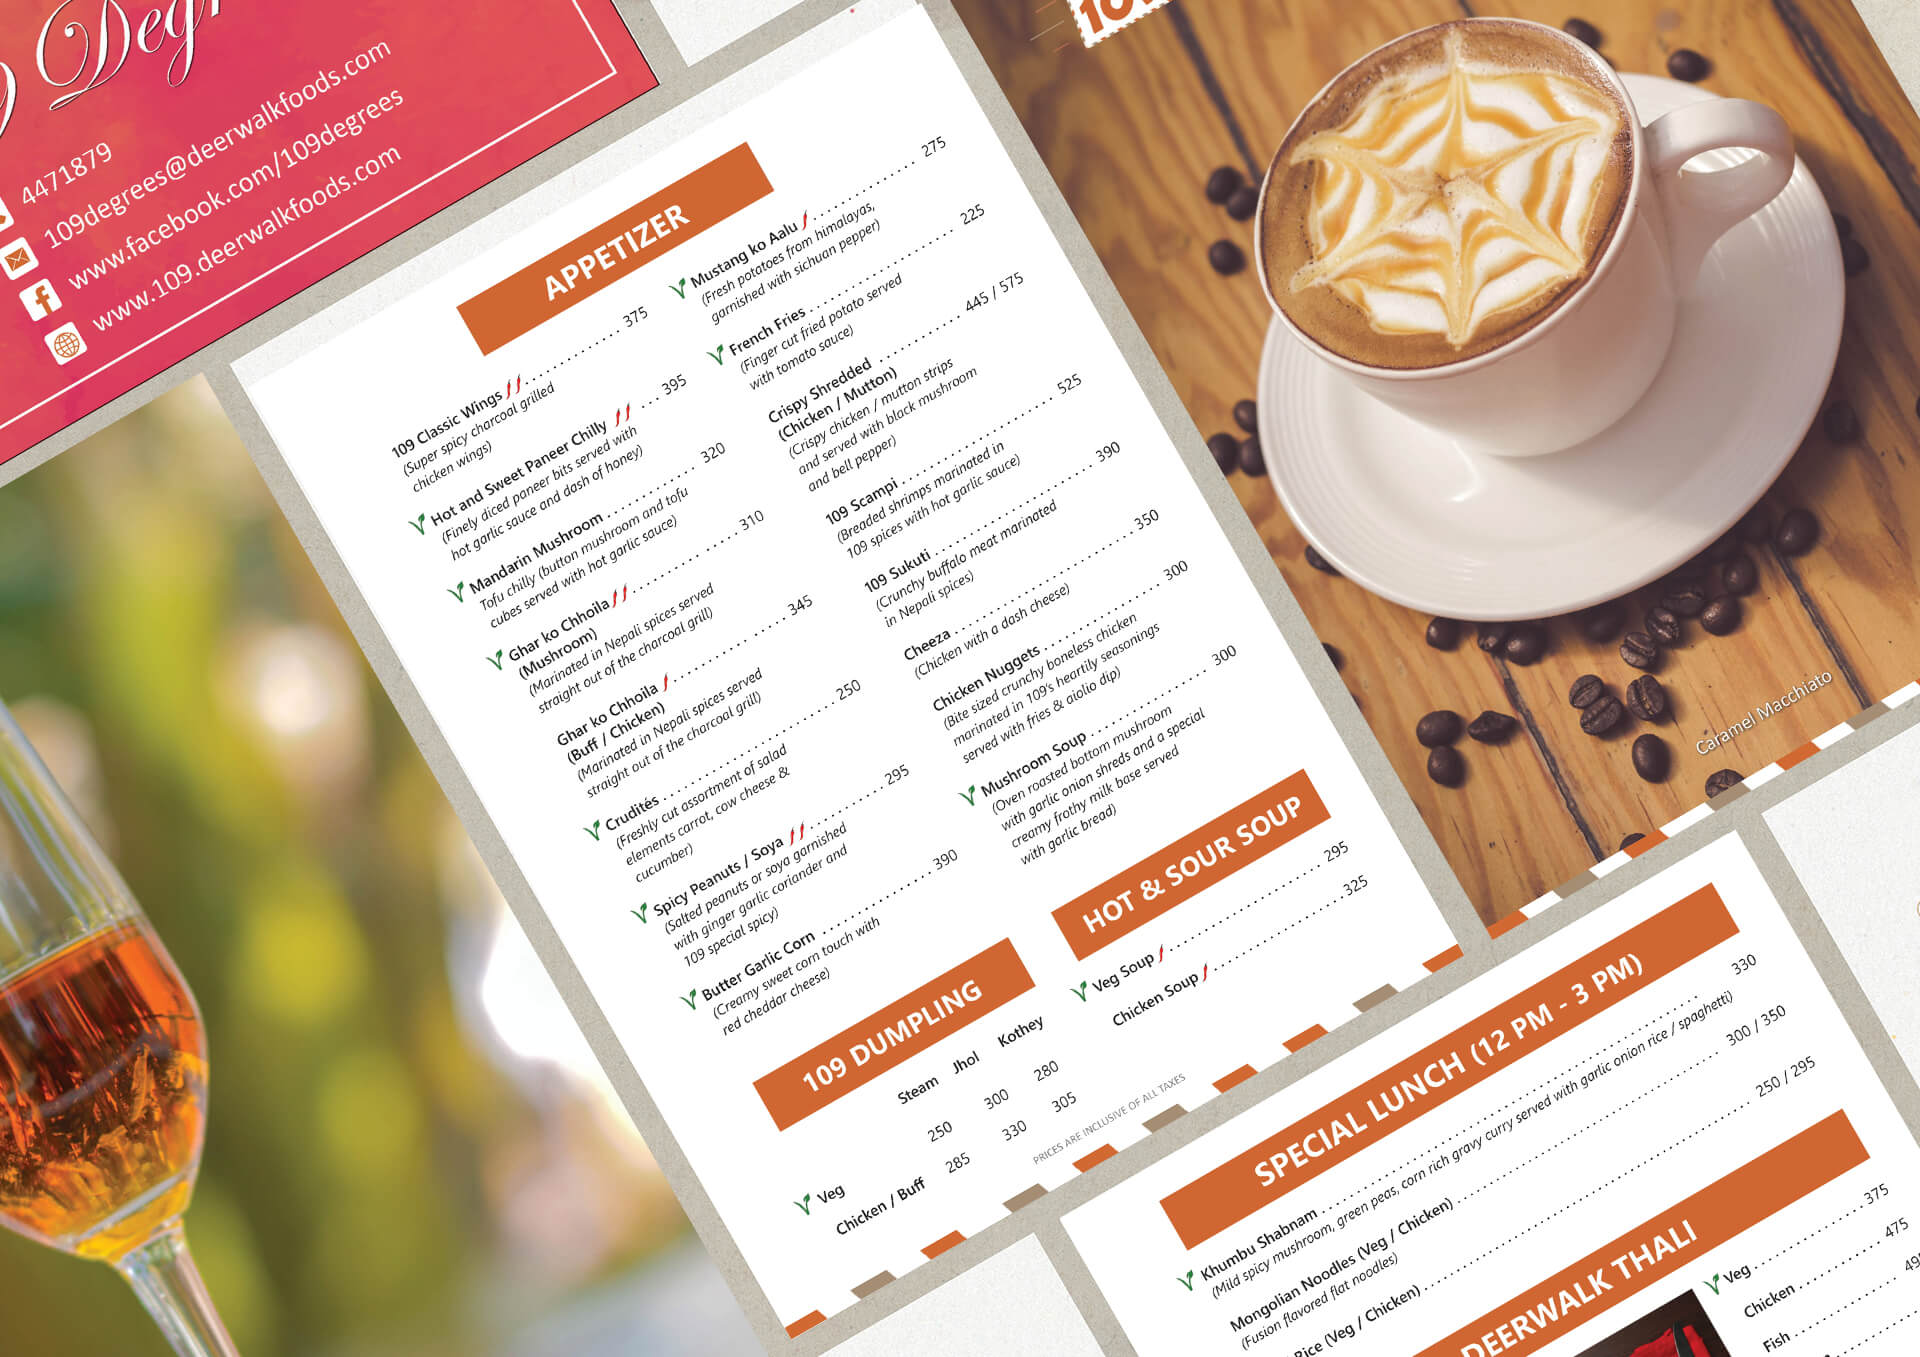 4471879
109degrees@deerwalkfoods.com
www.facebook.com/109degrees
www.109.deerwalkfoods.com
APPETIZER
109 Classic Wings 375
(Super spicy charcoal grilled
chicken wings)
Hot and Sweet Paneer Chilly 395
(Finely diced paneer bits served with
hot garlic sauce and dash of honey)
Mandarin Mushroom 320
Tofu chilly (button mushroom and tofu
cubes served with hot garlic sauce)
Ghar ko Chhoila 310
(Mushroom)
(Marinated in Nepali spices served
straight out of the charcoal grill)
Ghar ko Chhoila 345
(Buff / Chicken)
(Marinated in Nepali spices served
straight out of the charcoal grill)
Crudités 250
(Freshly cut assortment of salad
elements carrot, cow cheese &
cucumber)
Spicy Peanuts / Soya 295
(Salted peanuts or soya garnished
with ginger garlic coriander and
109 special spicy)
Butter Garlic Corn 390
(Creamy sweet corn touch with
red cheddar cheese)
Mustang ko Aalu 275
(Fresh potatoes from himalayas,
garnished with sichuan pepper)
French Fries 225
(Finger cut fried potato served
with tomato sauce)
Crispy Shredded 445 / 575
(Chicken / Mutton)
(Crispy chicken / mutton strips
and served with black mushroom
and bell pepper)
109 Scampi 525
(Breaded shrimps marinated in
109 spices with hot garlic sauce)
109 Sukuti 390
(Crunchy buffalo meat marinated
in Nepali spices)
Cheeza 350
(Chicken with a dash cheese)
Chicken Nuggets 300
(Bite sized crunchy boneless chicken
marinated in 109's heartily seasonings
served with fries & aiolio dip)
Mushroom Soup 300
(Oven roasted bottom mushroom
with garlic onion shreds and a special
creamy frothy milk base served
with garlic bread)
109 DUMPLING
Steam Jhol Kothey
Veg 250 300 280
Chicken / Buff 285 330 305
HOT & SOUR SOUP
Veg Soup 295
Chicken Soup 325
PRICES ARE INCLUSIVE OF ALL TAXES
Caramel Macchiato
SPECIAL LUNCH (12 PM - 3 PM)
Khumbu Shabnam 330
(Mild spicy mushroom, green peas, corn rich gravy curry served with garlic onion rice / spaghetti)
Mongolian Noodles (Veg / Chicken) 300 / 350
(Fusion flavored flat noodles)
Rice (Veg / Chicken) 250 / 295
DEERWALK THALI
Veg 375
Chicken 475
Fish